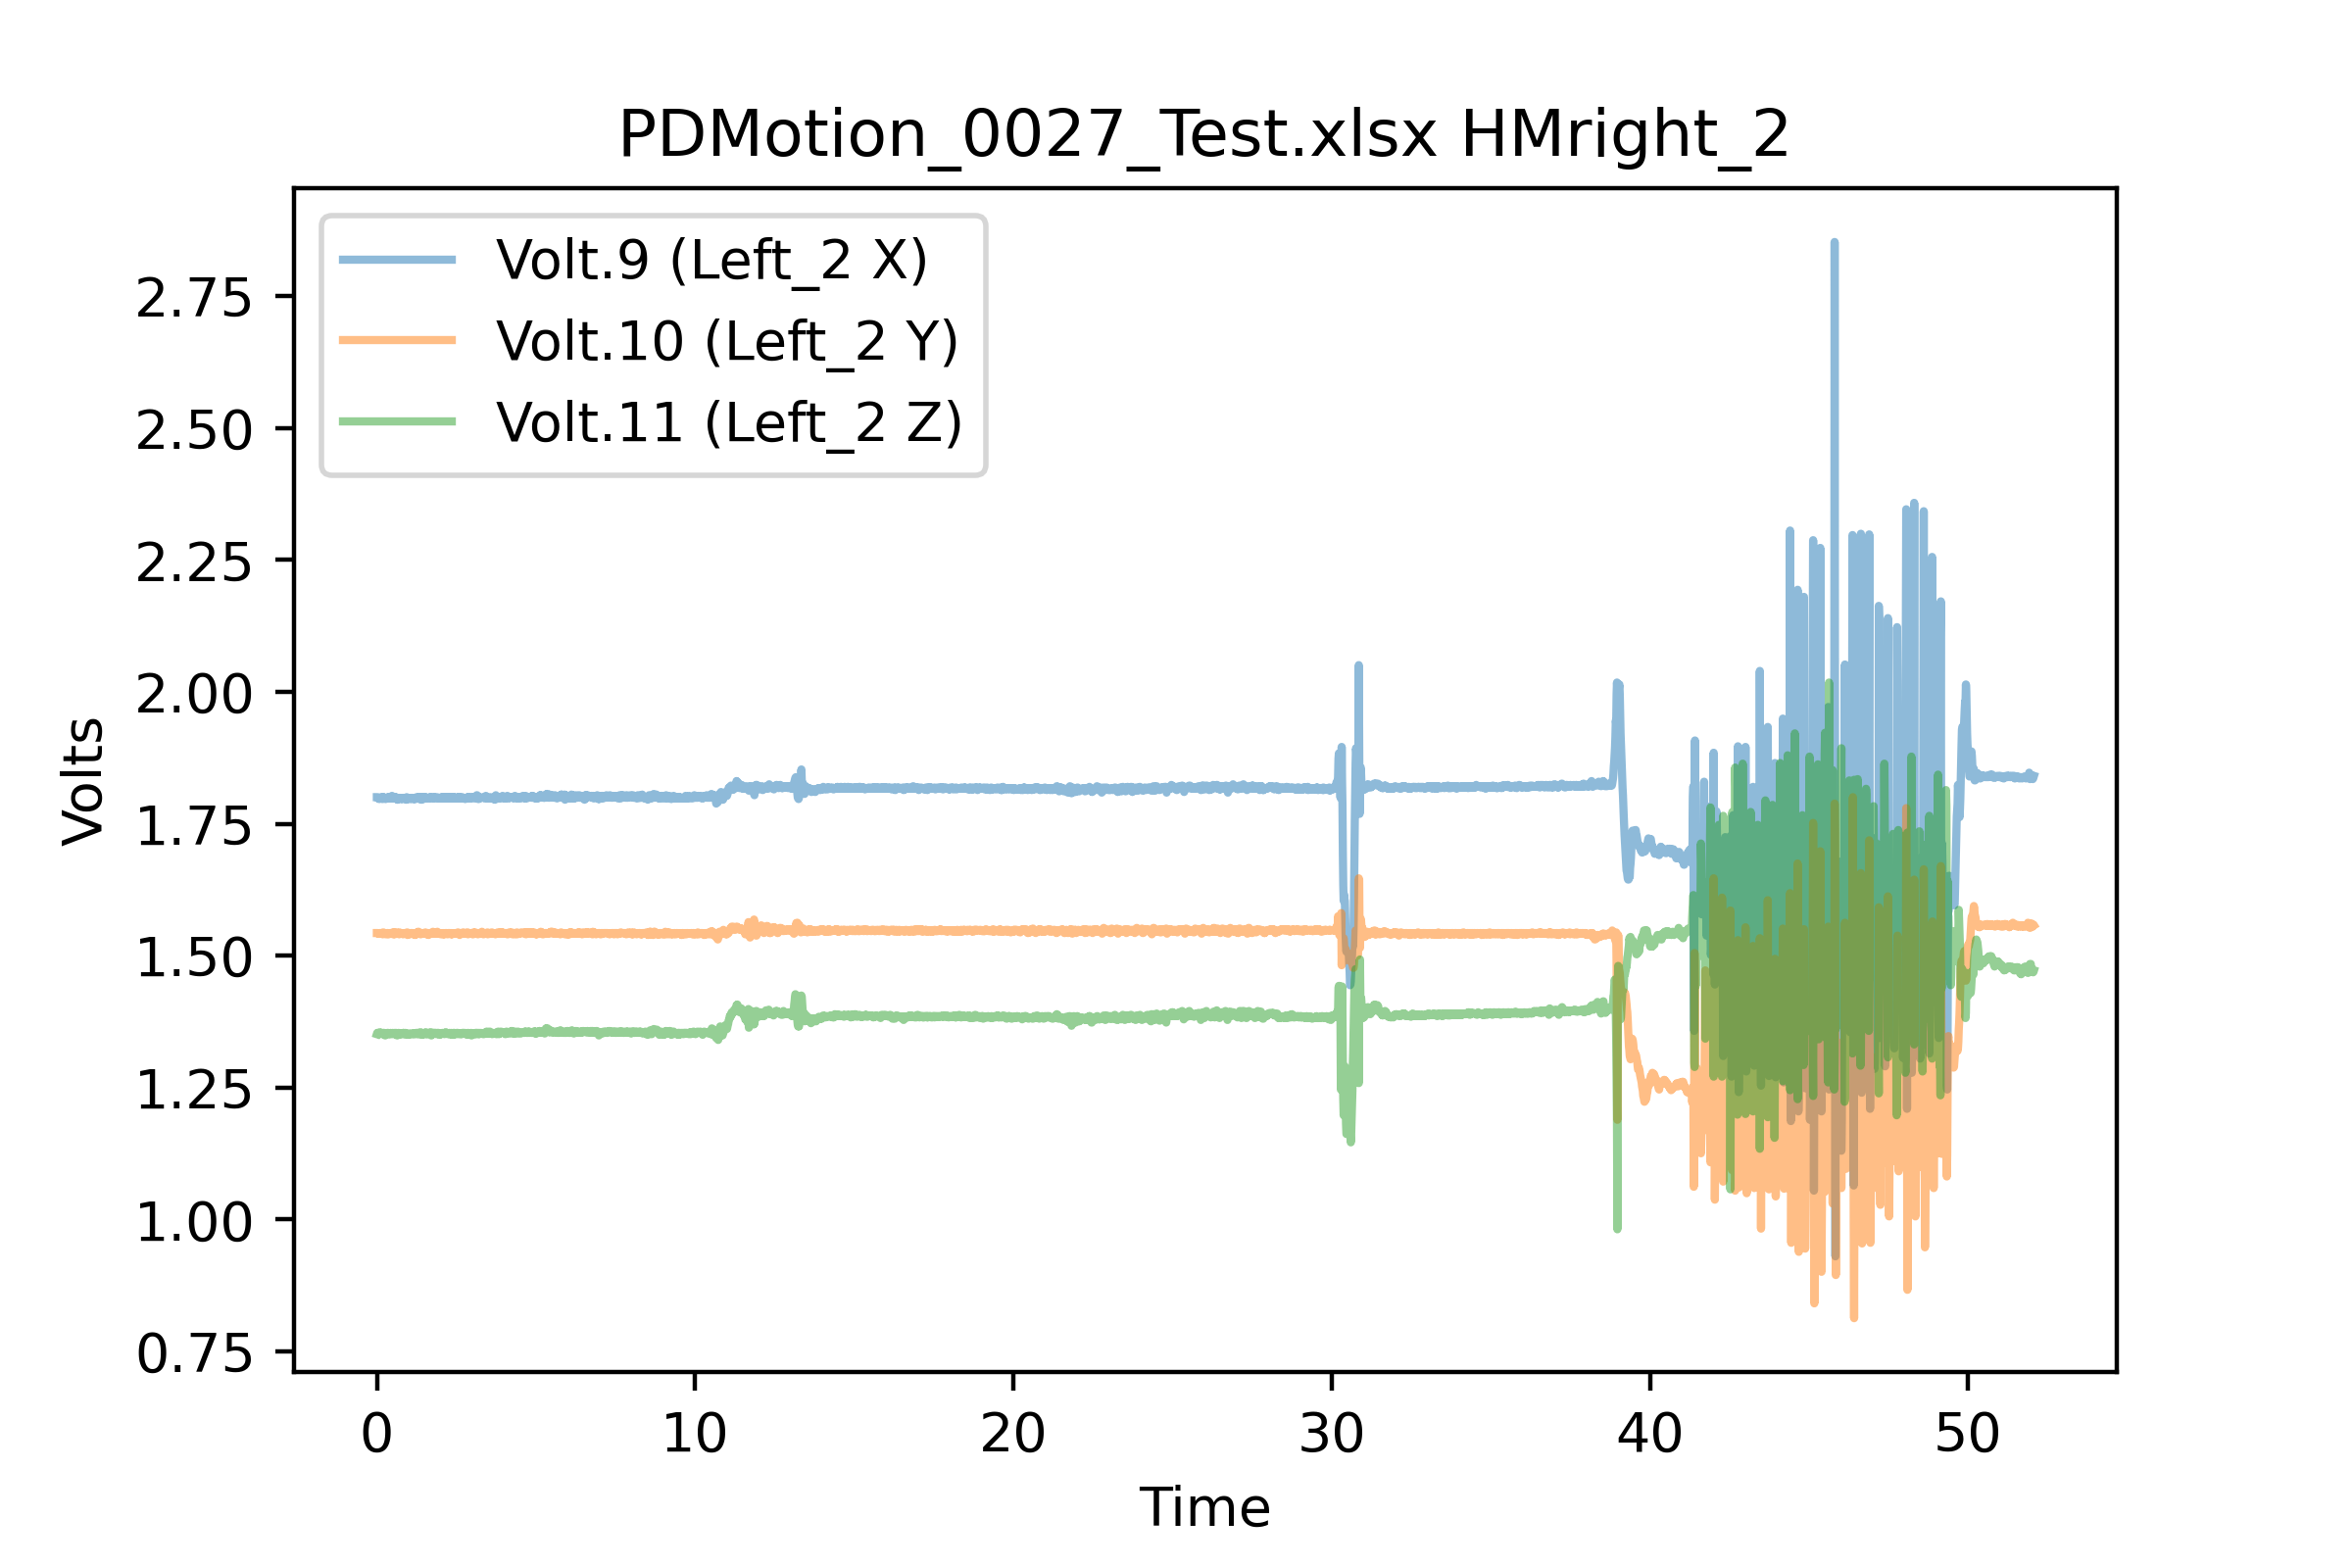 PDMotion_0027_Test.xlsx HMright_2
Volt.9 (Left_2 X)
Volt.10 (Left_2 Y)
Volt.11 (Left_2 Z)
2.75
2.50
2.25
2.00
1.75
1.50
1.25
1.00
0.75
Volts
0 10 20 30 40 50
Time